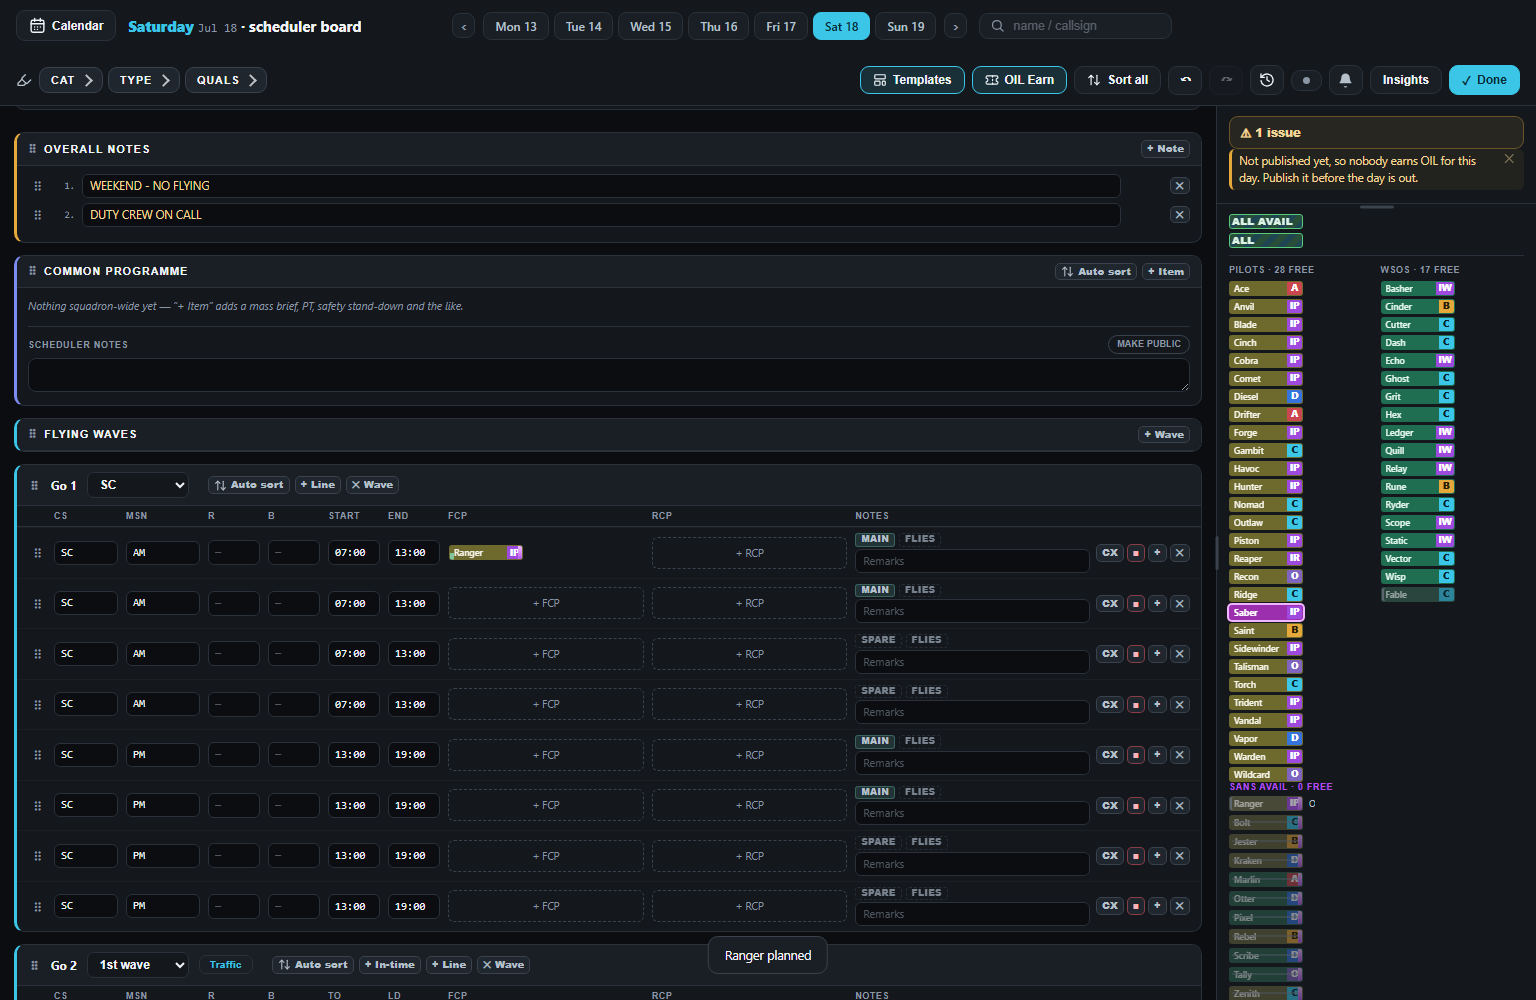 Calendar
Saturday Jul 18 · scheduler board
‹ Mon 13 Tue 14 Wed 15 Thu 16 Fri 17 Sat 18 Sun 19 ›
name / callsign
CAT TYPE QUALS
Templates OIL Earn Sort all Insights ✓ Done
OVERALL NOTES + Note
1. WEEKEND - NO FLYING
2. DUTY CREW ON CALL
COMMON PROGRAMME Auto sort + Item
Nothing squadron-wide yet — "+ Item" adds a mass brief, PT, safety stand-down and the like.
SCHEDULER NOTES MAKE PUBLIC
FLYING WAVES + Wave
Go 1 SC Auto sort + Line ✕ Wave
CS MSN R B START END FCP RCP NOTES
SC AM – – 07:00 13:00 Ranger IP + RCP MAIN FLIES Remarks CX + ✕
SC AM – – 07:00 13:00 + FCP + RCP MAIN FLIES Remarks CX + ✕
SC AM – – 07:00 13:00 + FCP + RCP SPARE FLIES Remarks CX + ✕
SC AM – – 07:00 13:00 + FCP + RCP SPARE FLIES Remarks CX + ✕
SC PM – – 13:00 19:00 + FCP + RCP MAIN FLIES Remarks CX + ✕
SC PM – – 13:00 19:00 + FCP + RCP MAIN FLIES Remarks CX + ✕
SC PM – – 13:00 19:00 + FCP + RCP SPARE FLIES Remarks CX + ✕
SC PM – – 13:00 19:00 + FCP + RCP SPARE FLIES Remarks CX + ✕
Go 2 1st wave Traffic Auto sort + In-time + Line ✕ Wave
CS MSN R B TO LD FCP RCP NOTES
Ranger planned
⚠ 1 issue
Not published yet, so nobody earns OIL for this
day. Publish it before the day is out.
ALL AVAIL
ALL
PILOTS · 28 FREE
Ace A
Anvil IP
Blade IP
Cinch IP
Cobra IP
Comet IP
Diesel D
Drifter A
Forge IP
Gambit C
Havoc IP
Hunter IP
Nomad C
Outlaw C
Piston IP
Reaper IR
Recon O
Ridge C
Saber IP
Saint B
Sidewinder IP
Talisman O
Torch C
Trident IP
Vandal IP
Vapor D
Warden IP
Wildcard O
WSOS · 17 FREE
Basher IW
Cinder B
Cutter C
Dash C
Echo IW
Ghost C
Grit C
Hex C
Ledger IW
Quill IW
Relay IW
Rune B
Ryder C
Scope IW
Static IW
Vector C
Wisp C
Fable C
SANS AVAIL · 0 FREE
Ranger IP O
Bolt C
Jester B
Kraken D
Marlin A
Otter D
Pixel D
Rebel B
Scribe D
Tally
Zenith C